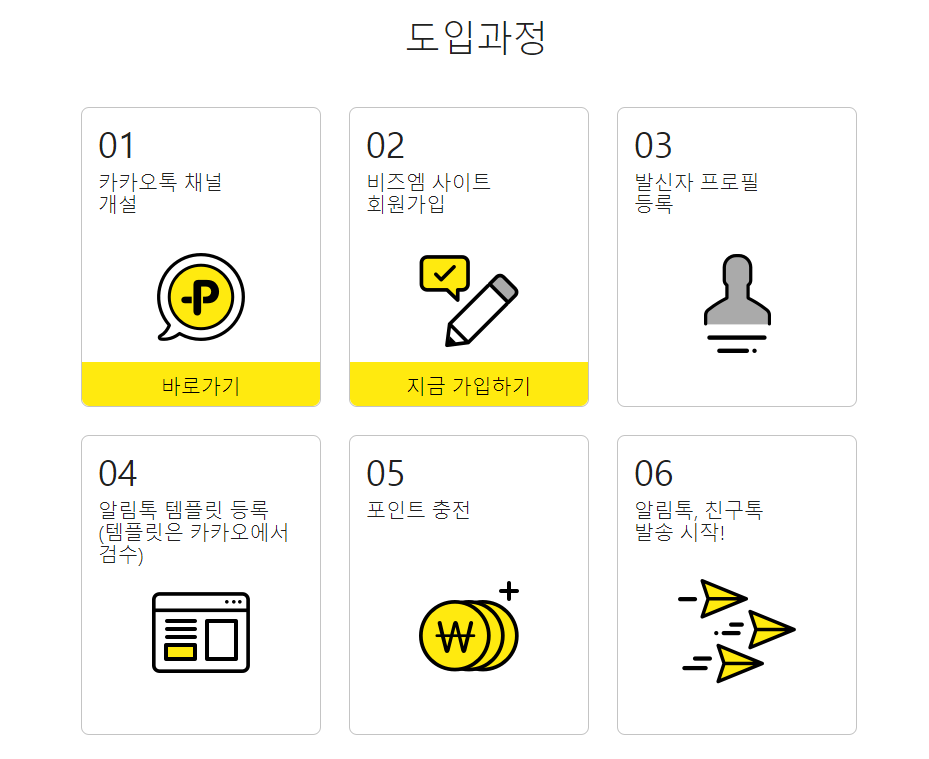 도입과정
01
카카오톡 채널
개설
P
바로가기
02
비즈엠 사이트
회원가입
지금 가입하기
03
발신자 프로필
등록
04
알림톡 템플릿 등록
(템플릿은 카카오에서
검수)
05
포인트 충전
₩
06
알림톡, 친구톡
발송 시작!